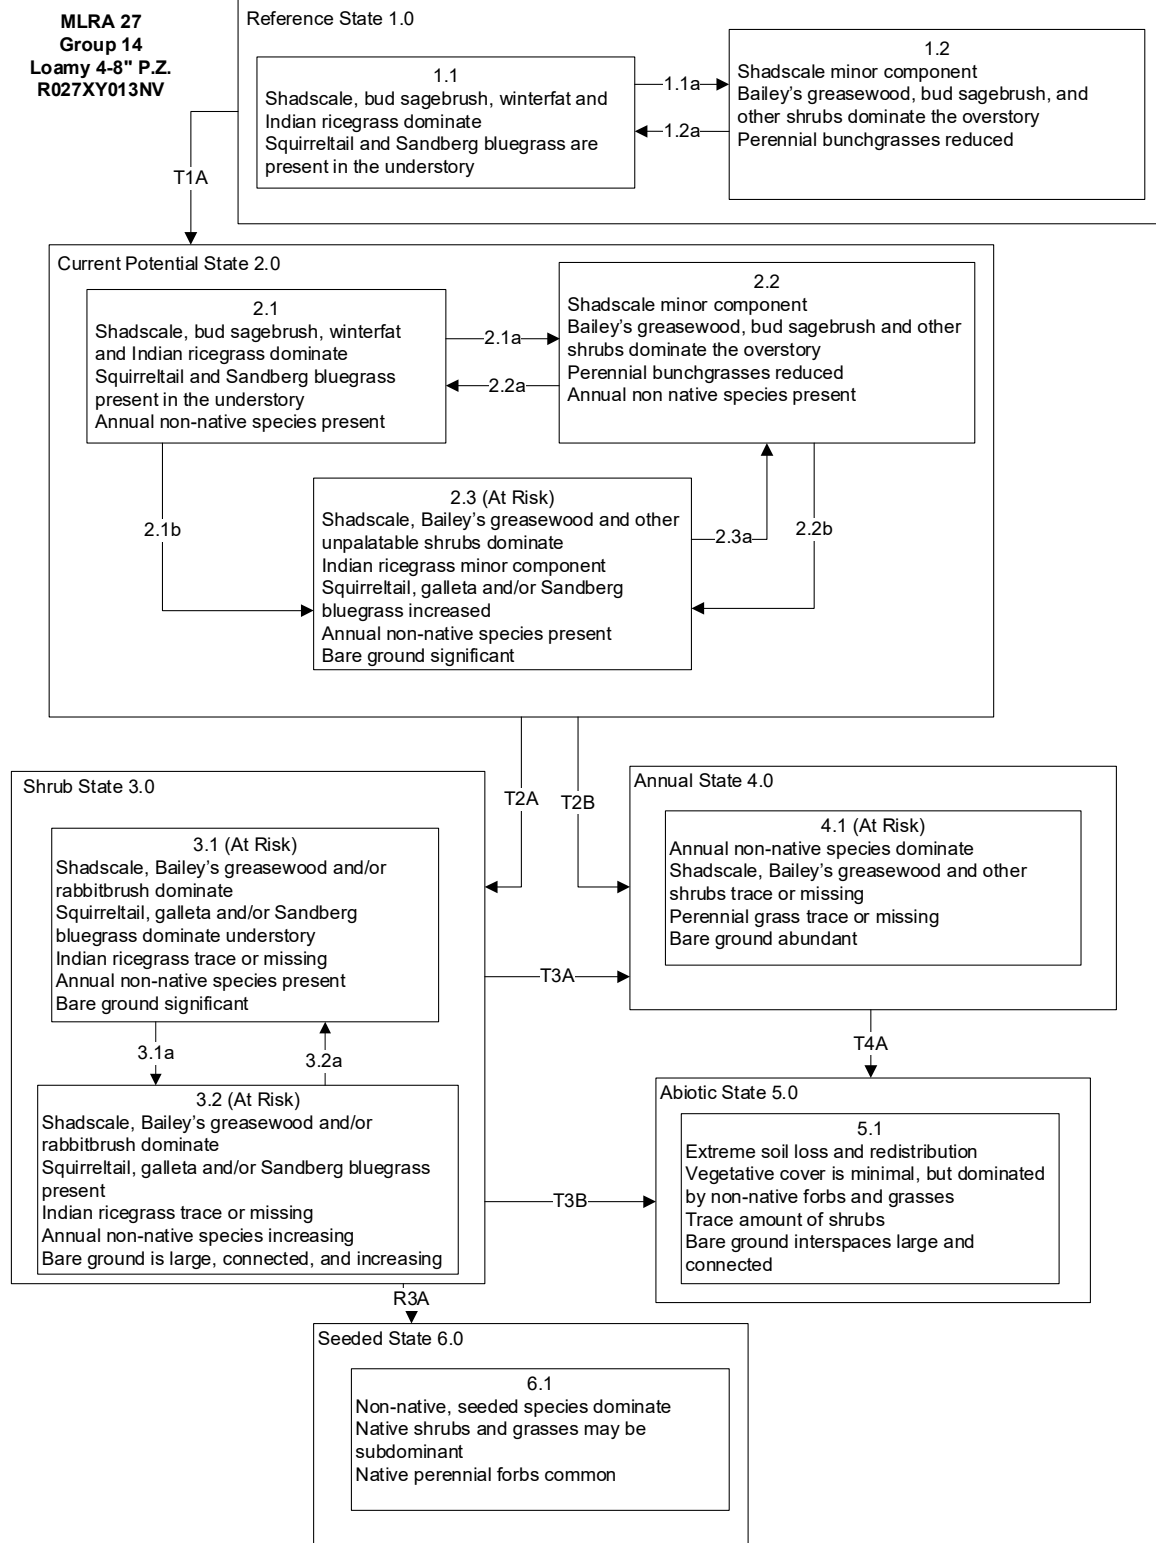 MLRA 27
Group 14
Loamy 4-8" P.Z.
R027XY013NV
Reference State 1.0
1.1
Shadscale, bud sagebrush, winterfat and
Indian ricegrass dominate
Squirreltail and Sandberg bluegrass are
present in the understory
1.1a
1.2a
1.2
Shadscale minor component
Bailey's greasewood, bud sagebrush, and
other shrubs dominate the overstory
Perennial bunchgrasses reduced
T1A
Current Potential State 2.0
2.1
Shadscale, bud sagebrush, winterfat
and Indian ricegrass dominate
Squirreltail and Sandberg bluegrass
present in the understory
Annual non-native species present
2.1a
2.2a
2.2
Shadscale minor component
Bailey's greasewood, bud sagebrush and other
shrubs dominate the overstory
Perennial bunchgrasses reduced
Annual non native species present
2.1b
2.3 (At Risk)
Shadscale, Bailey's greasewood and other
unpalatable shrubs dominate
Indian ricegrass minor component
Squirreltail, galleta and/or Sandberg
bluegrass increased
Annual non-native species present
Bare ground significant
2.3a
2.2b
T2A
T2B
Shrub State 3.0
3.1 (At Risk)
Shadscale, Bailey's greasewood and/or
rabbitbrush dominate
Squirreltail, galleta and/or Sandberg
bluegrass dominate understory
Indian ricegrass trace or missing
Annual non-native species present
Bare ground significant
3.1a
3.2a
3.2 (At Risk)
Shadscale, Bailey's greasewood and/or
rabbitbrush dominate
Squirreltail, galleta and/or Sandberg bluegrass
present
Indian ricegrass trace or missing
Annual non-native species increasing
Bare ground is large, connected, and increasing
T3A
T3B
R3A
Annual State 4.0
4.1 (At Risk)
Annual non-native species dominate
Shadscale, Bailey's greasewood and other
shrubs trace or missing
Perennial grass trace or missing
Bare ground abundant
T4A
Abiotic State 5.0
5.1
Extreme soil loss and redistribution
Vegetative cover is minimal, but dominated
by non-native forbs and grasses
Trace amount of shrubs
Bare ground interspaces large and
connected
Seeded State 6.0
6.1
Non-native, seeded species dominate
Native shrubs and grasses may be
subdominant
Native perennial forbs common